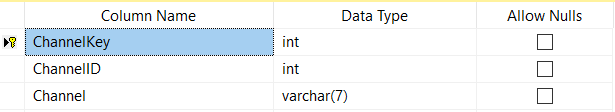 Column Name Data Type Allow Nulls
ChannelKey int
ChannelID int
Channel varchar(7)